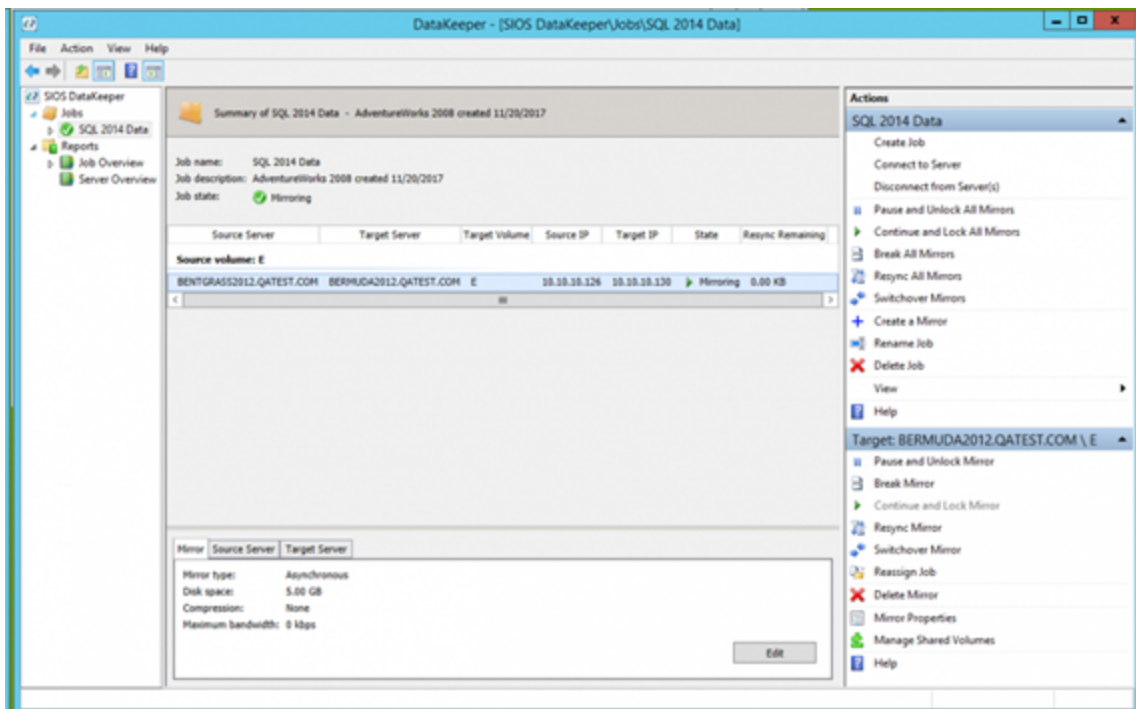 DataKeeper - [SIOS DataKeeper\Jobs\SQL 2014 Data]
File Action View Help
SIOS DataKeeper
Jobs
SQL 2014 Data
Reports
Job Overview
Server Overview
Summary of SQL 2014 Data - AdventureWorks 2008 created 11/20/2017
Job name: SQL 2014 Data
Job description: AdventureWorks 2008 created 11/20/2017
Job state: Mirroring
Source Server Target Server Target Volume Source IP Target IP State Resync Remaining
Source volume: E
BENTGRASS2012.QATEST.COM BERMUDA2012.QATEST.COM E 10.10.10.126 10.10.10.130 Mirroring 0.00 KB
Mirror Source Server Target Server
Mirror type: Asynchronous
Disk space: 5.00 GB
Compression: None
Maximum bandwidth: 0 kbps
Edit
Actions
SQL 2014 Data
Create Job
Connect to Server
Disconnect from Server(s)
Pause and Unlock All Mirrors
Continue and Lock All Mirrors
Break All Mirrors
Resync All Mirrors
Switchover Mirrors
Create a Mirror
Rename Job
Delete Job
View
Help
Target: BERMUDA2012.QATEST.COM \ E
Pause and Unlock Mirror
Break Mirror
Continue and Lock Mirror
Resync Mirror
Switchover Mirror
Reassign Job
Delete Mirror
Mirror Properties
Manage Shared Volumes
Help